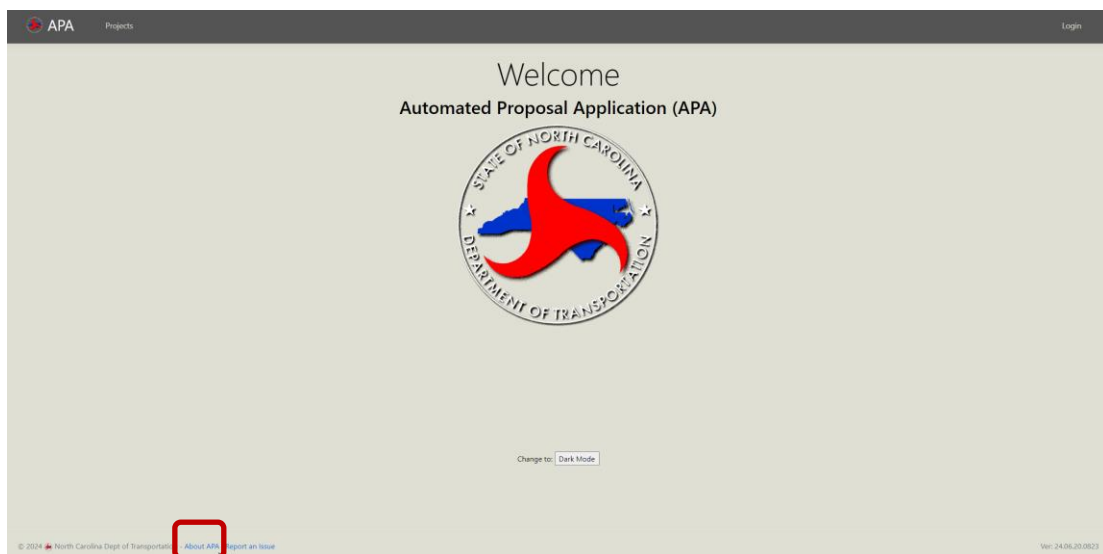 APA Projects Login
Welcome
Automated Proposal Application (APA)
STATE OF NORTH CAROLINA
DEPARTMENT OF TRANSPORTATION
Change to: Dark Mode
© 2024 North Carolina Dept of Transportation - About APA Report an Issue Ver: 24.06.20.0823